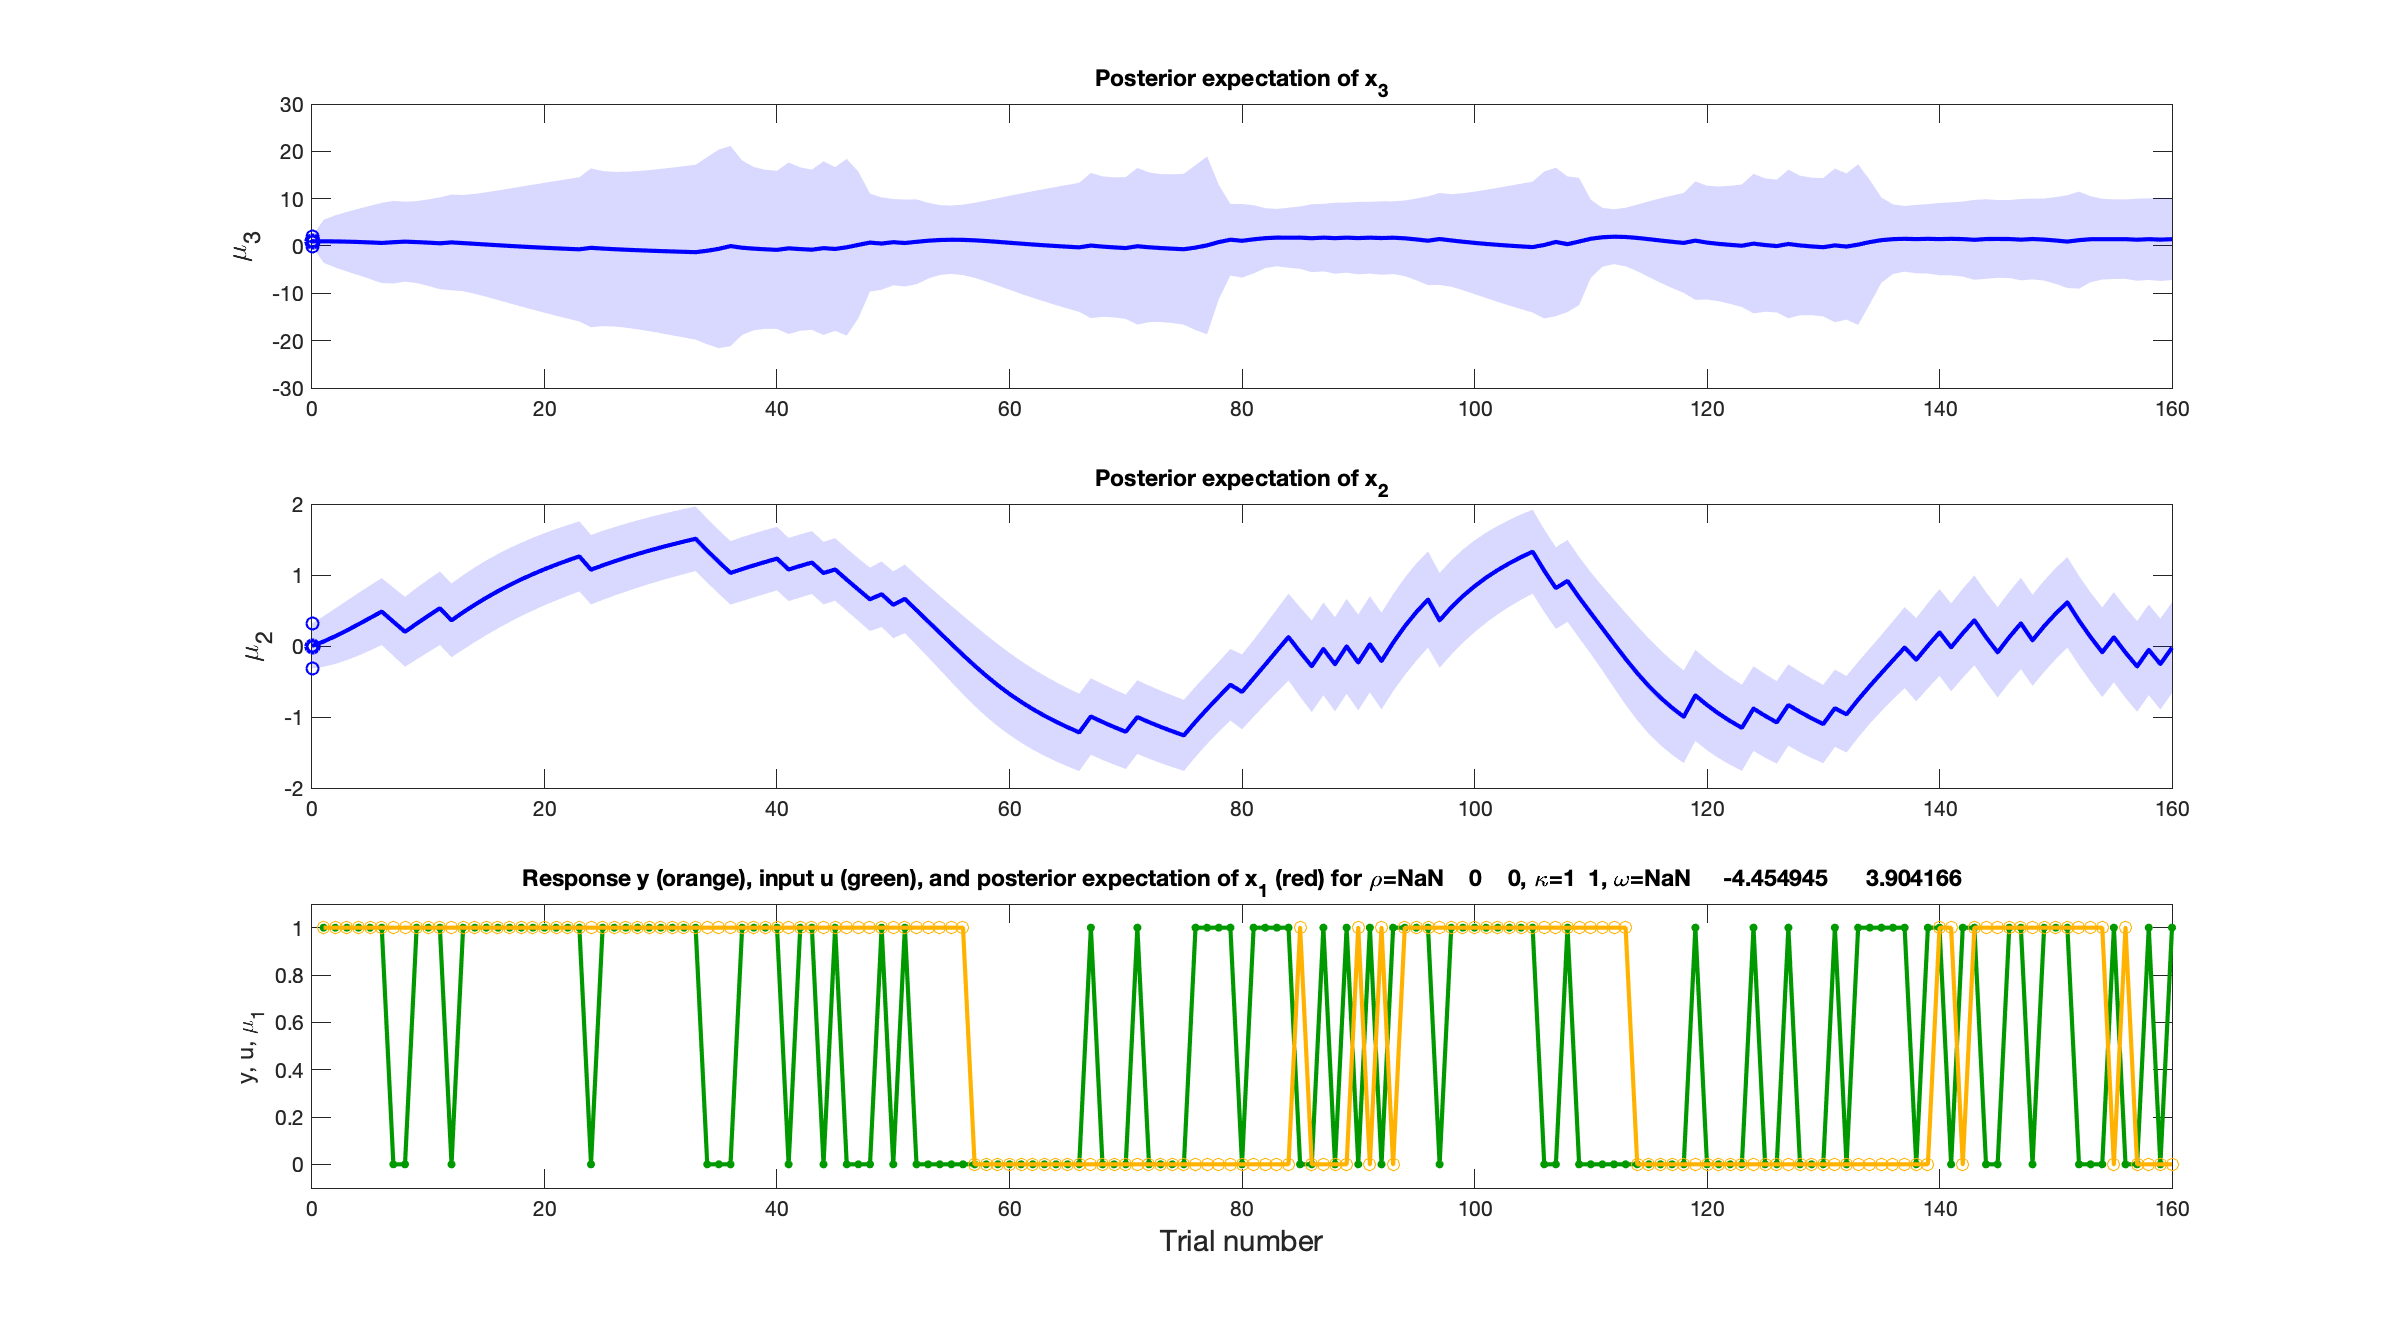 Posterior expectation of x3
30
20
10
0
-10
-20
-30
μ3
0 20 40 60 80 100 120 140 160
Posterior expectation of x2
2
1
0
-1
-2
μ2
0 20 40 60 80 100 120 140 160
Response y (orange), input u (green), and posterior expectation of x1 (red) for ρ=NaN 0 0, κ=1 1, ω=NaN -4.454945 3.904166
1
0.8
0.6
0.4
0.2
0
y, u, μ1
0 20 40 60 80 100 120 140 160
Trial number